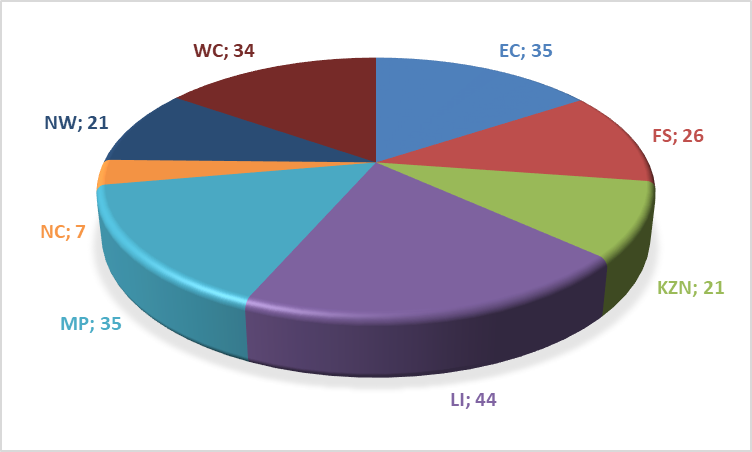 WC; 34
EC; 35
NW; 21
FS; 26
NC; 7
KZN; 21
MP; 35
LI; 44